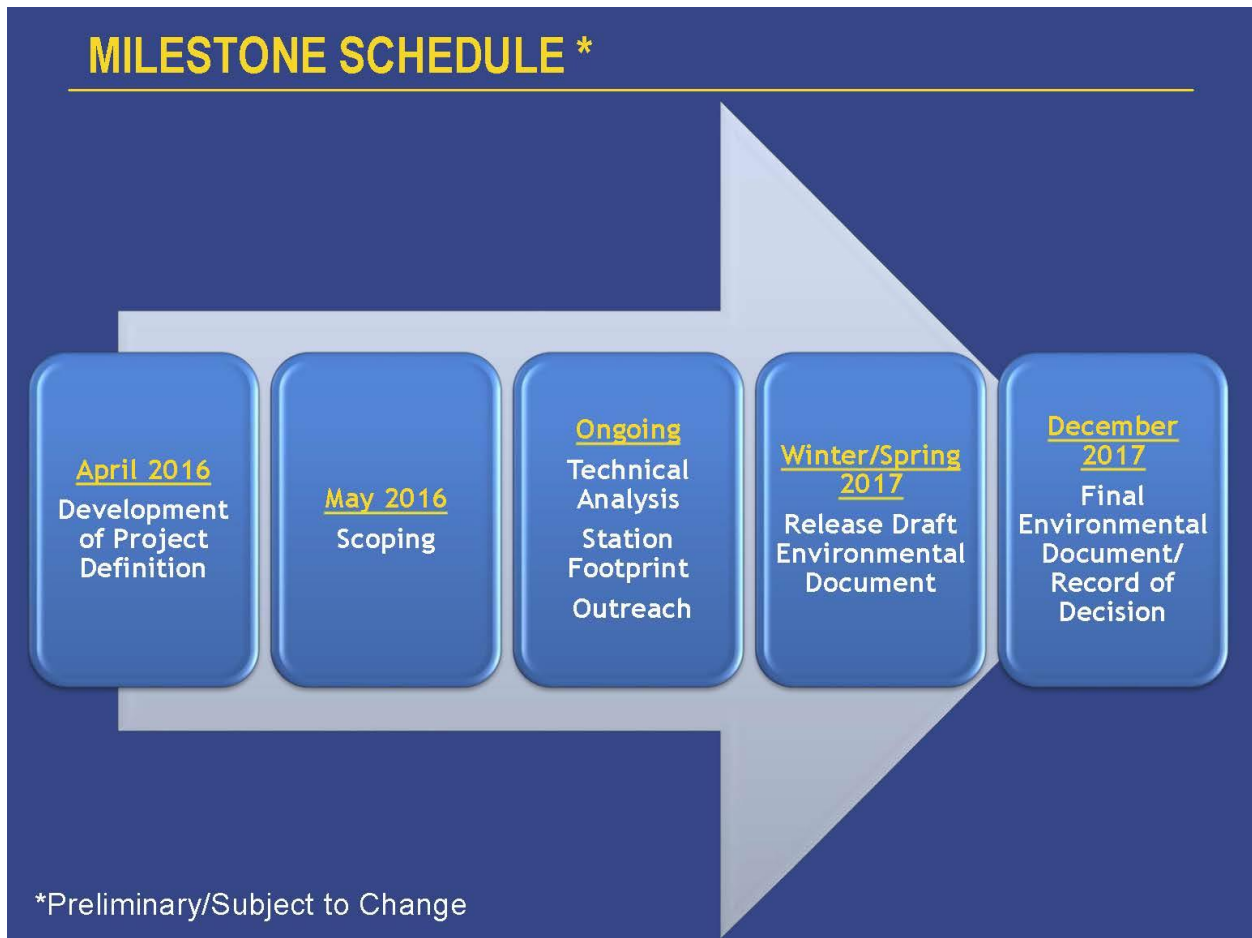 MILESTONE SCHEDULE *
April 2016
Development
of Project
Definition
May 2016
Scoping
Ongoing
Technical
Analysis
Station
Footprint
Outreach
Winter/Spring
2017
Release Draft
Environmental
Document
December
2017
Final
Environmental
Document/
Record of
Decision
*Preliminary/Subject to Change